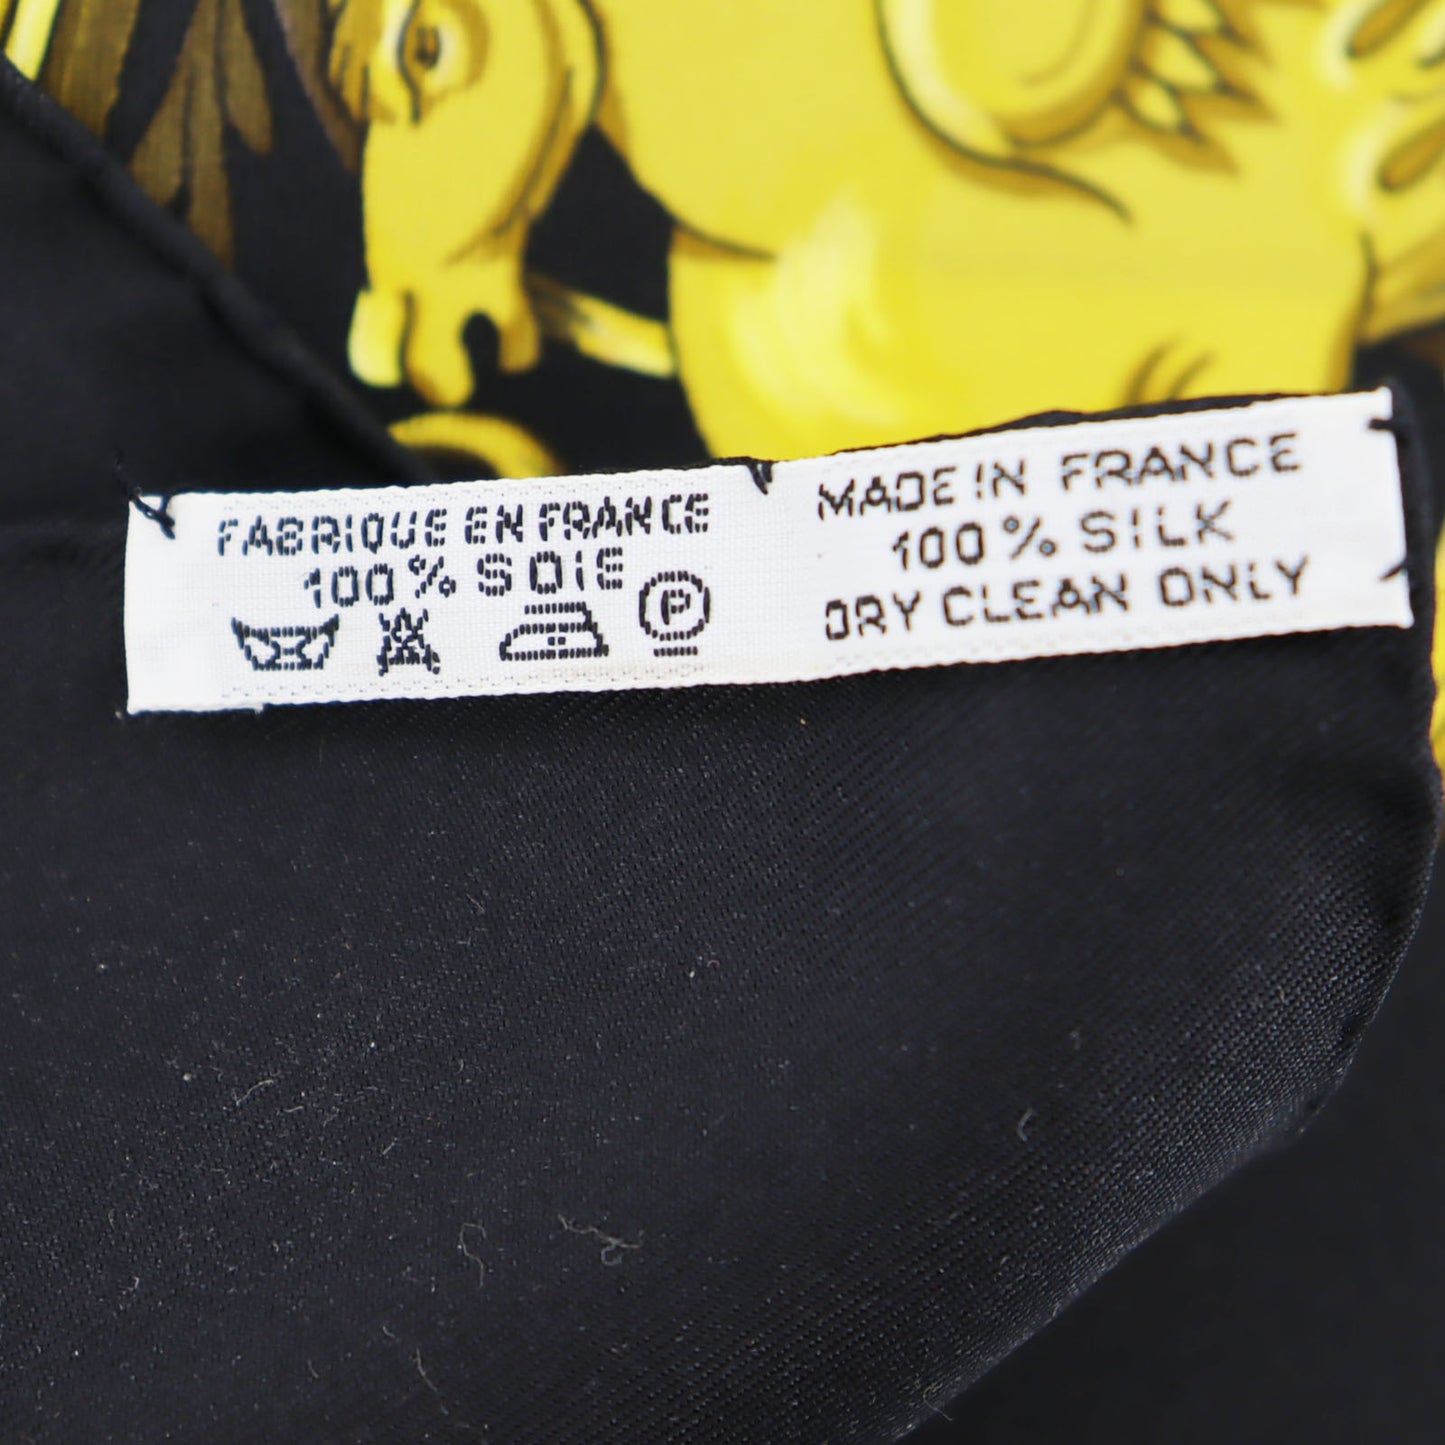 FABRIQUE EN FRANCE
100% SOIE
P
MADE IN FRANCE
100% SILK
DRY CLEAN ONLY